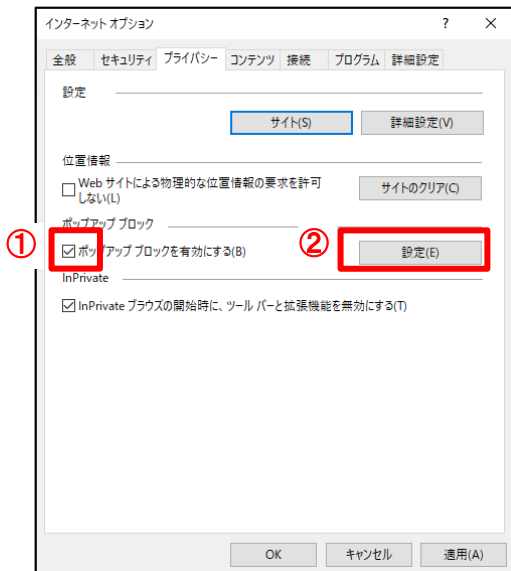 インターネット オプション ? ×
全般 セキュリティ プライバシー コンテンツ 接続 プログラム 詳細設定
設定
サイト(S) 詳細設定(V)
位置情報
Web サイトによる物理的な位置情報の要求を許可
しない(L)
サイトのクリア(C)
ポップアップ ブロック
① ポップアップ ブロックを有効にする(B) ② 設定(E)
InPrivate
InPrivate ブラウズの開始時に、ツール バーと拡張機能を無効にする(T)
OK キャンセル 適用(A)